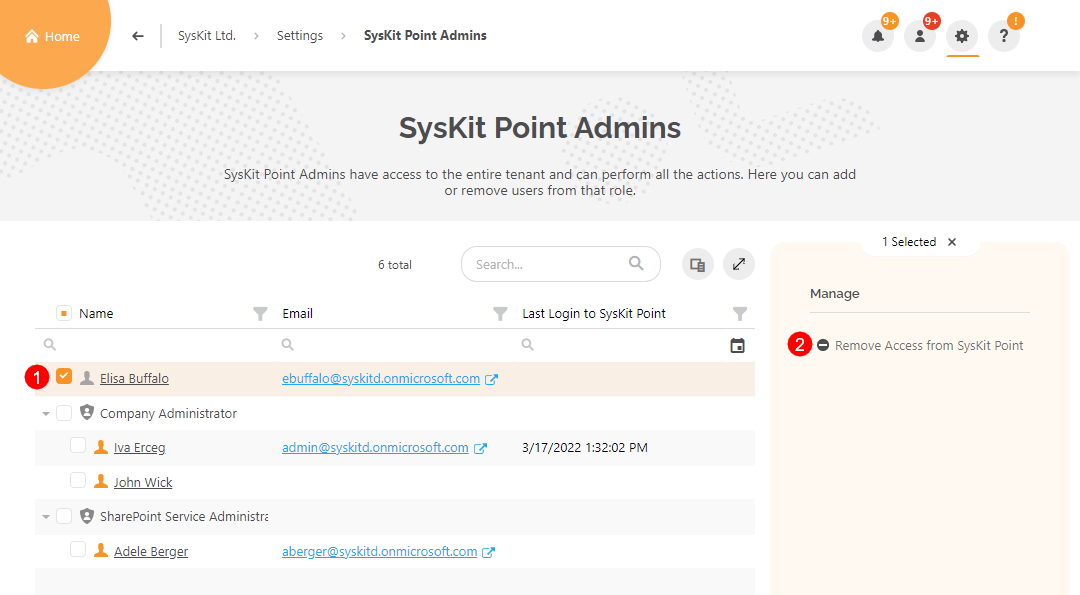 Home
SysKit Ltd. > Settings > SysKit Point Admins
9+
9+
!
?
SysKit Point Admins
SysKit Point Admins have access to the entire tenant and can perform all the actions. Here you can add
or remove users from that role.
6 total
Search...
1 Selected ×
Manage
2 Remove Access from SysKit Point
Name Email Last Login to SysKit Point
1 Elisa Buffalo ebuffalo@syskitd.onmicrosoft.com
Company Administrator
Iva Erceg admin@syskitd.onmicrosoft.com 3/17/2022 1:32:02 PM
John Wick
SharePoint Service Administra
Adele Berger aberger@syskitd.onmicrosoft.com